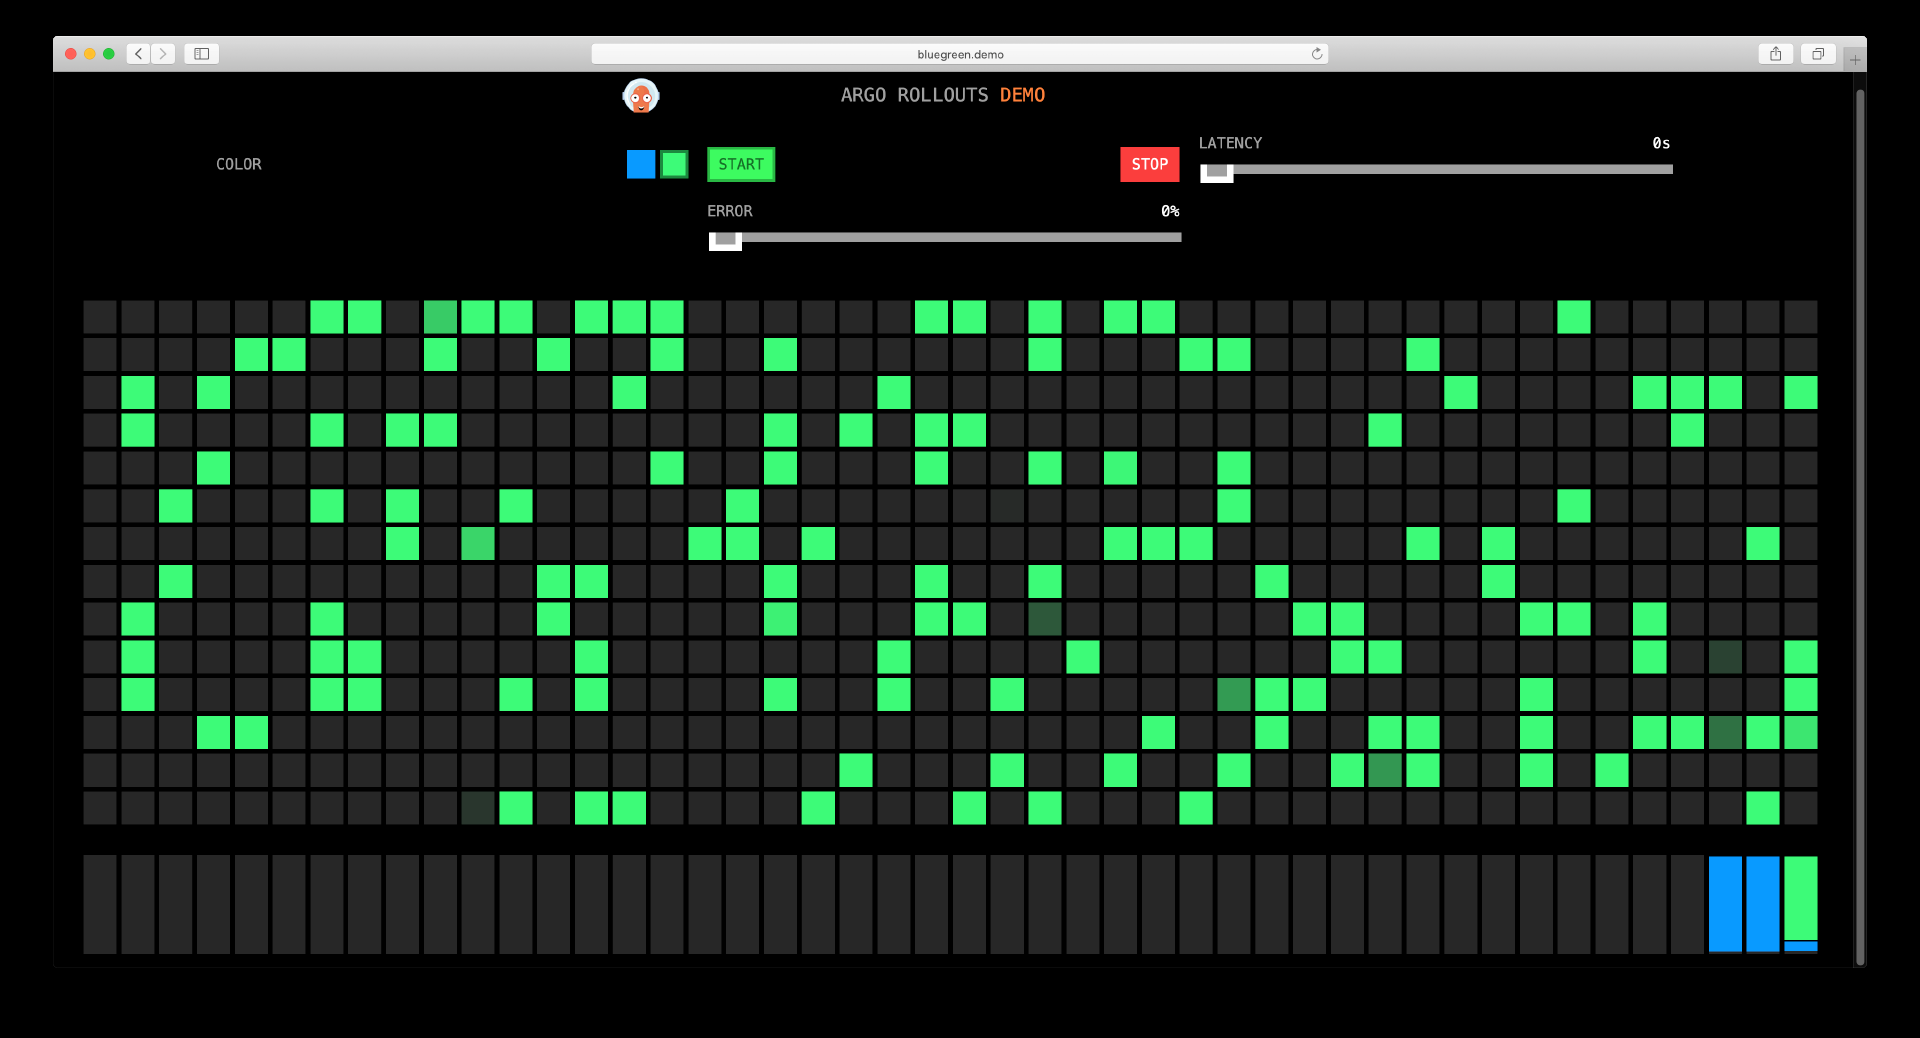 bluegreen.demo
ARGO ROLLOUTS DEMO
COLOR
START
STOP
LATENCY
0s
ERROR
0%